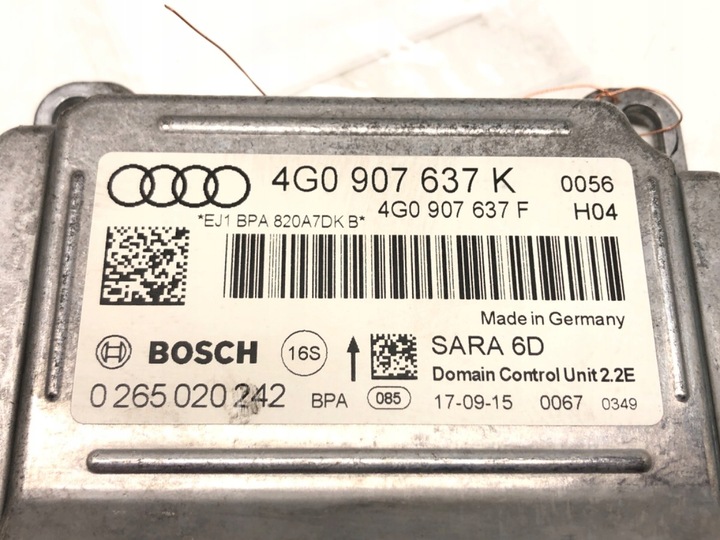 4G0 907 637 K 0056
4G0 907 637 F H04
*EJ1 BPA 820A7DK B*
Made in Germany
BOSCH 16S SARA 6D
Domain Control Unit 2.2E
0 265 020 242 BPA 085 17-09-15 0067 0349